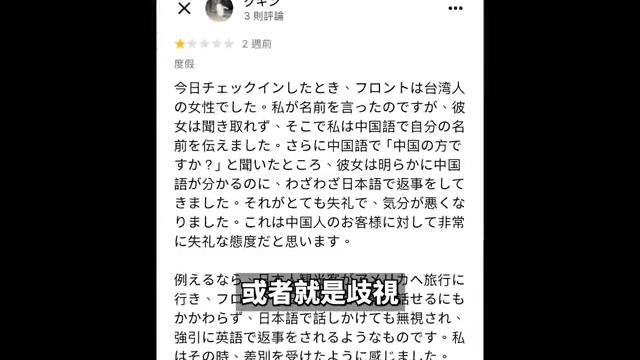 クキン
3 則評論
2 週前
度假
今日チェックインしたとき、フロントは台湾人
の女性でした。私が名前を言ったのですが、彼
女は聞き取れず、そこで私は中国語で自分の名
前を伝えました。さらに中国語で「中国の方で
すか？」と聞いたところ、彼女は明らかに中国
語が分かるのに、わざわざ日本語で返事をして
きました。それがとても失礼で、気分が悪くな
りました。これは中国人のお客様に対して非常
に失礼な態度だと思います。
例えるなら、日本人観光客がアメリカへ旅行に
行き、フロ
或者就是歧視
話せるにも
かかわらず、日本語で話しかけても無視され、
強引に英語で返事をされるようなものです。私
はその時、差別を受けたように感じました。